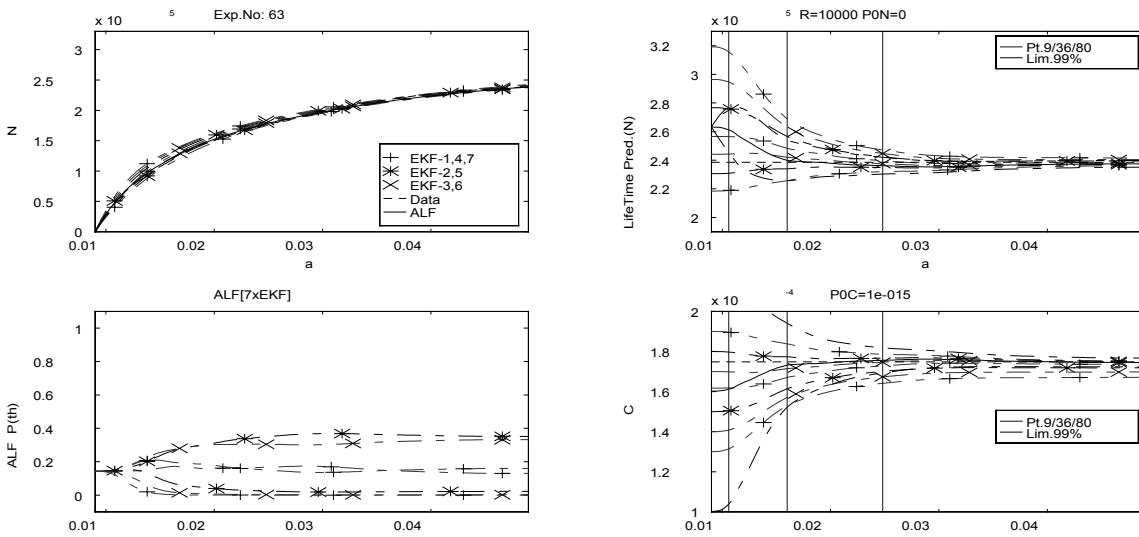 x 10 5 Exp.No: 63
3
2.5
2
1.5
1
0.5
0
N
EKF-1,4,7
EKF-2,5
EKF-3,6
Data
ALF
0.01 0.02 0.03 0.04
a
x 10 5 R=10000 P0N=0
3.2
2.8
2.6
2.4
2.2
2
LifeTime Pred.(N)
Pt.9/36/80
Lim.99%
0.01 0.02 0.03 0.04
a
ALF[7xEKF]
1
0.8
0.6
0.4
0.2
0
ALF P(th)
0.01 0.02 0.03 0.04
x 10 -4 P0C=1e-015
2
1.8
1.6
1.4
1.2
1
C
Pt.9/36/80
Lim.99%
0.01 0.02 0.03 0.04